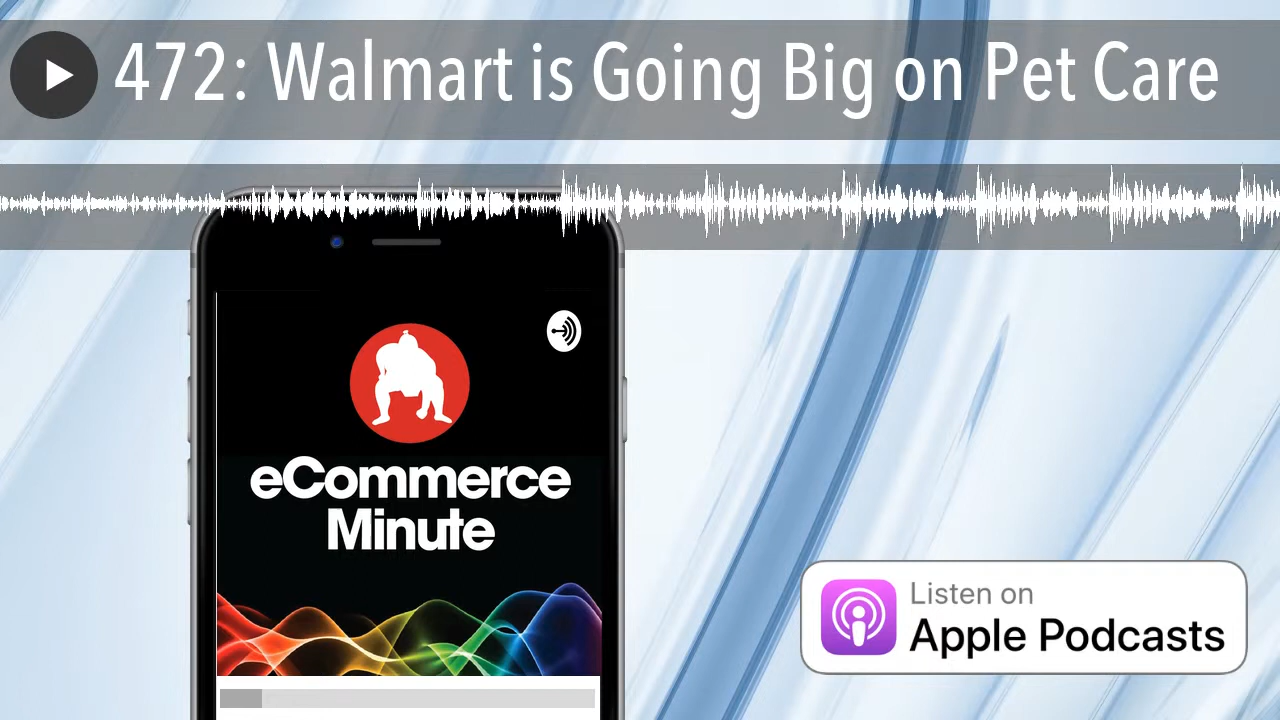 472: Walmart is Going Big on Pet Care
eCommerce
Minute
Listen on
Apple Podcasts